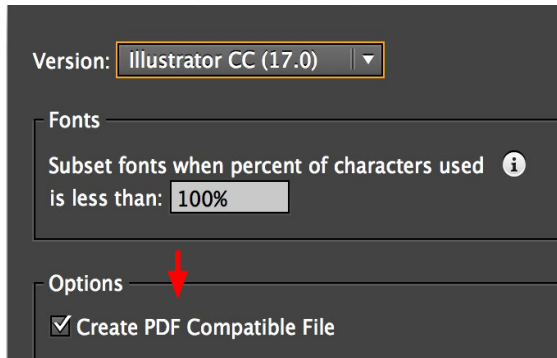 Version: Illustrator CC (17.0)
Fonts
Subset fonts when percent of characters used i
is less than: 100%
Options
Create PDF Compatible File